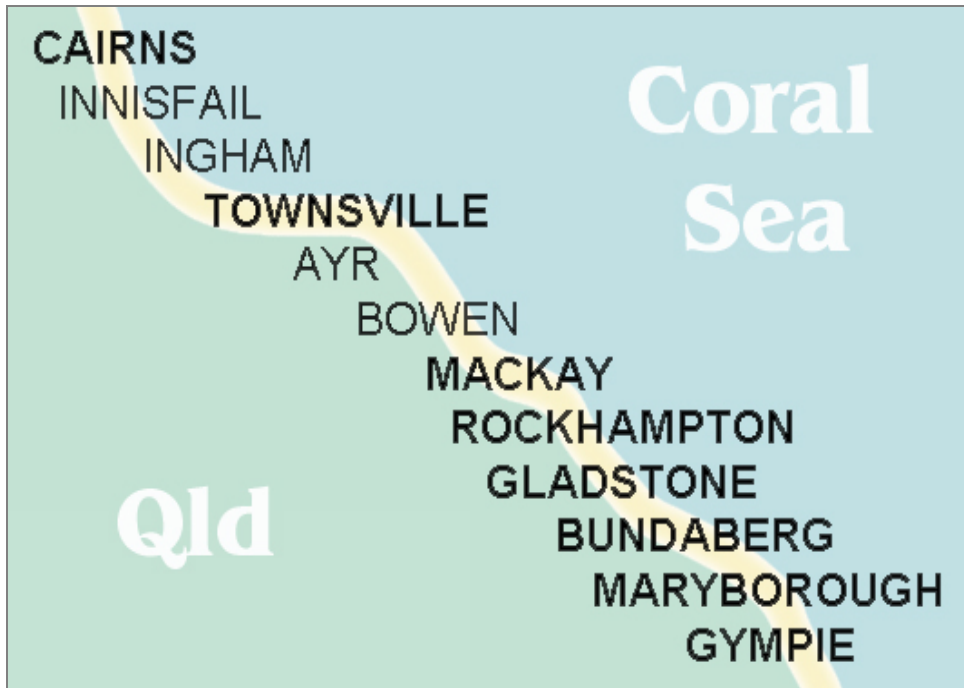 CAIRNS
INNISFAIL
Coral
INGHAM
TOWNSVILLE
Sea
AYR
BOWEN
MACKAY
ROCKHAMPTON
GLADSTONE
Qld
BUNDABERG
MARYBOROUGH
GYMPIE